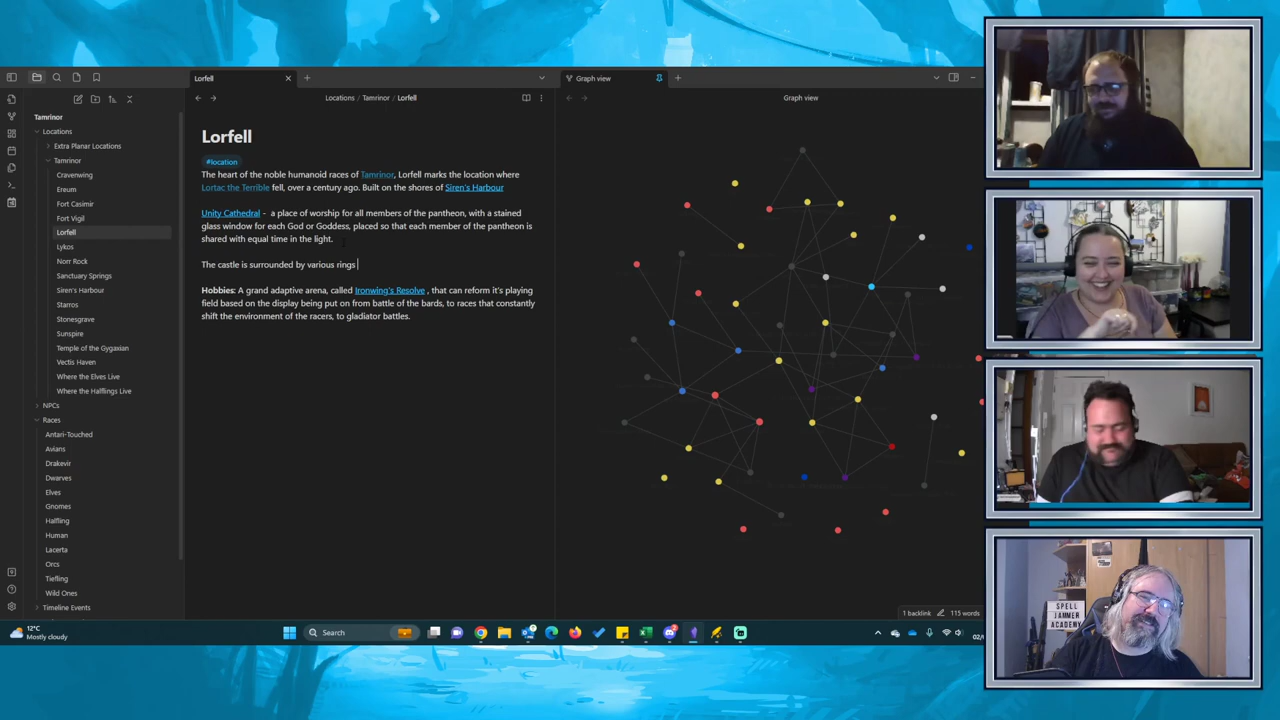 Lorfell
Graph view
Locations / Tamrinor / Lorfell
Graph view
Tamrinor
Locations
Extra Planar Locations
Tamrinor
Cravenwing
Ereum
Fort Casimir
Fort Vigil
Lorfell
Lykos
Norr Rock
Sanctuary Springs
Siren's Harbour
Starros
Stonesgrave
Sunspire
Temple of the Gygaxian
Vectis Haven
Where the Elves Live
Where the Halflings Live
NPCs
Races
Antari-Touched
Avians
Drakevir
Dwarves
Elves
Gnomes
Halfling
Human
Lacerta
Orcs
Tiefling
Wild Ones
Timeline Events
Lorfell
#location
The heart of the noble humanoid races of Tamrinor, Lorfell marks the location where
Lortac the Terrible fell, over a century ago. Built on the shores of Siren's Harbour
Unity Cathedral - a place of worship for all members of the pantheon, with a stained
glass window for each God or Goddess, placed so that each member of the pantheon is
shared with equal time in the light.
The castle is surrounded by various rings
Hobbies: A grand adaptive arena, called Ironwing's Resolve , that can reform it's playing
field based on the display being put on from battle of the bards, to races that constantly
shift the environment of the racers, to gladiator battles.
1 backlink
115 words
12°C
Mostly cloudy
Search
02/
SPELL
JAMMER
ACADEMY